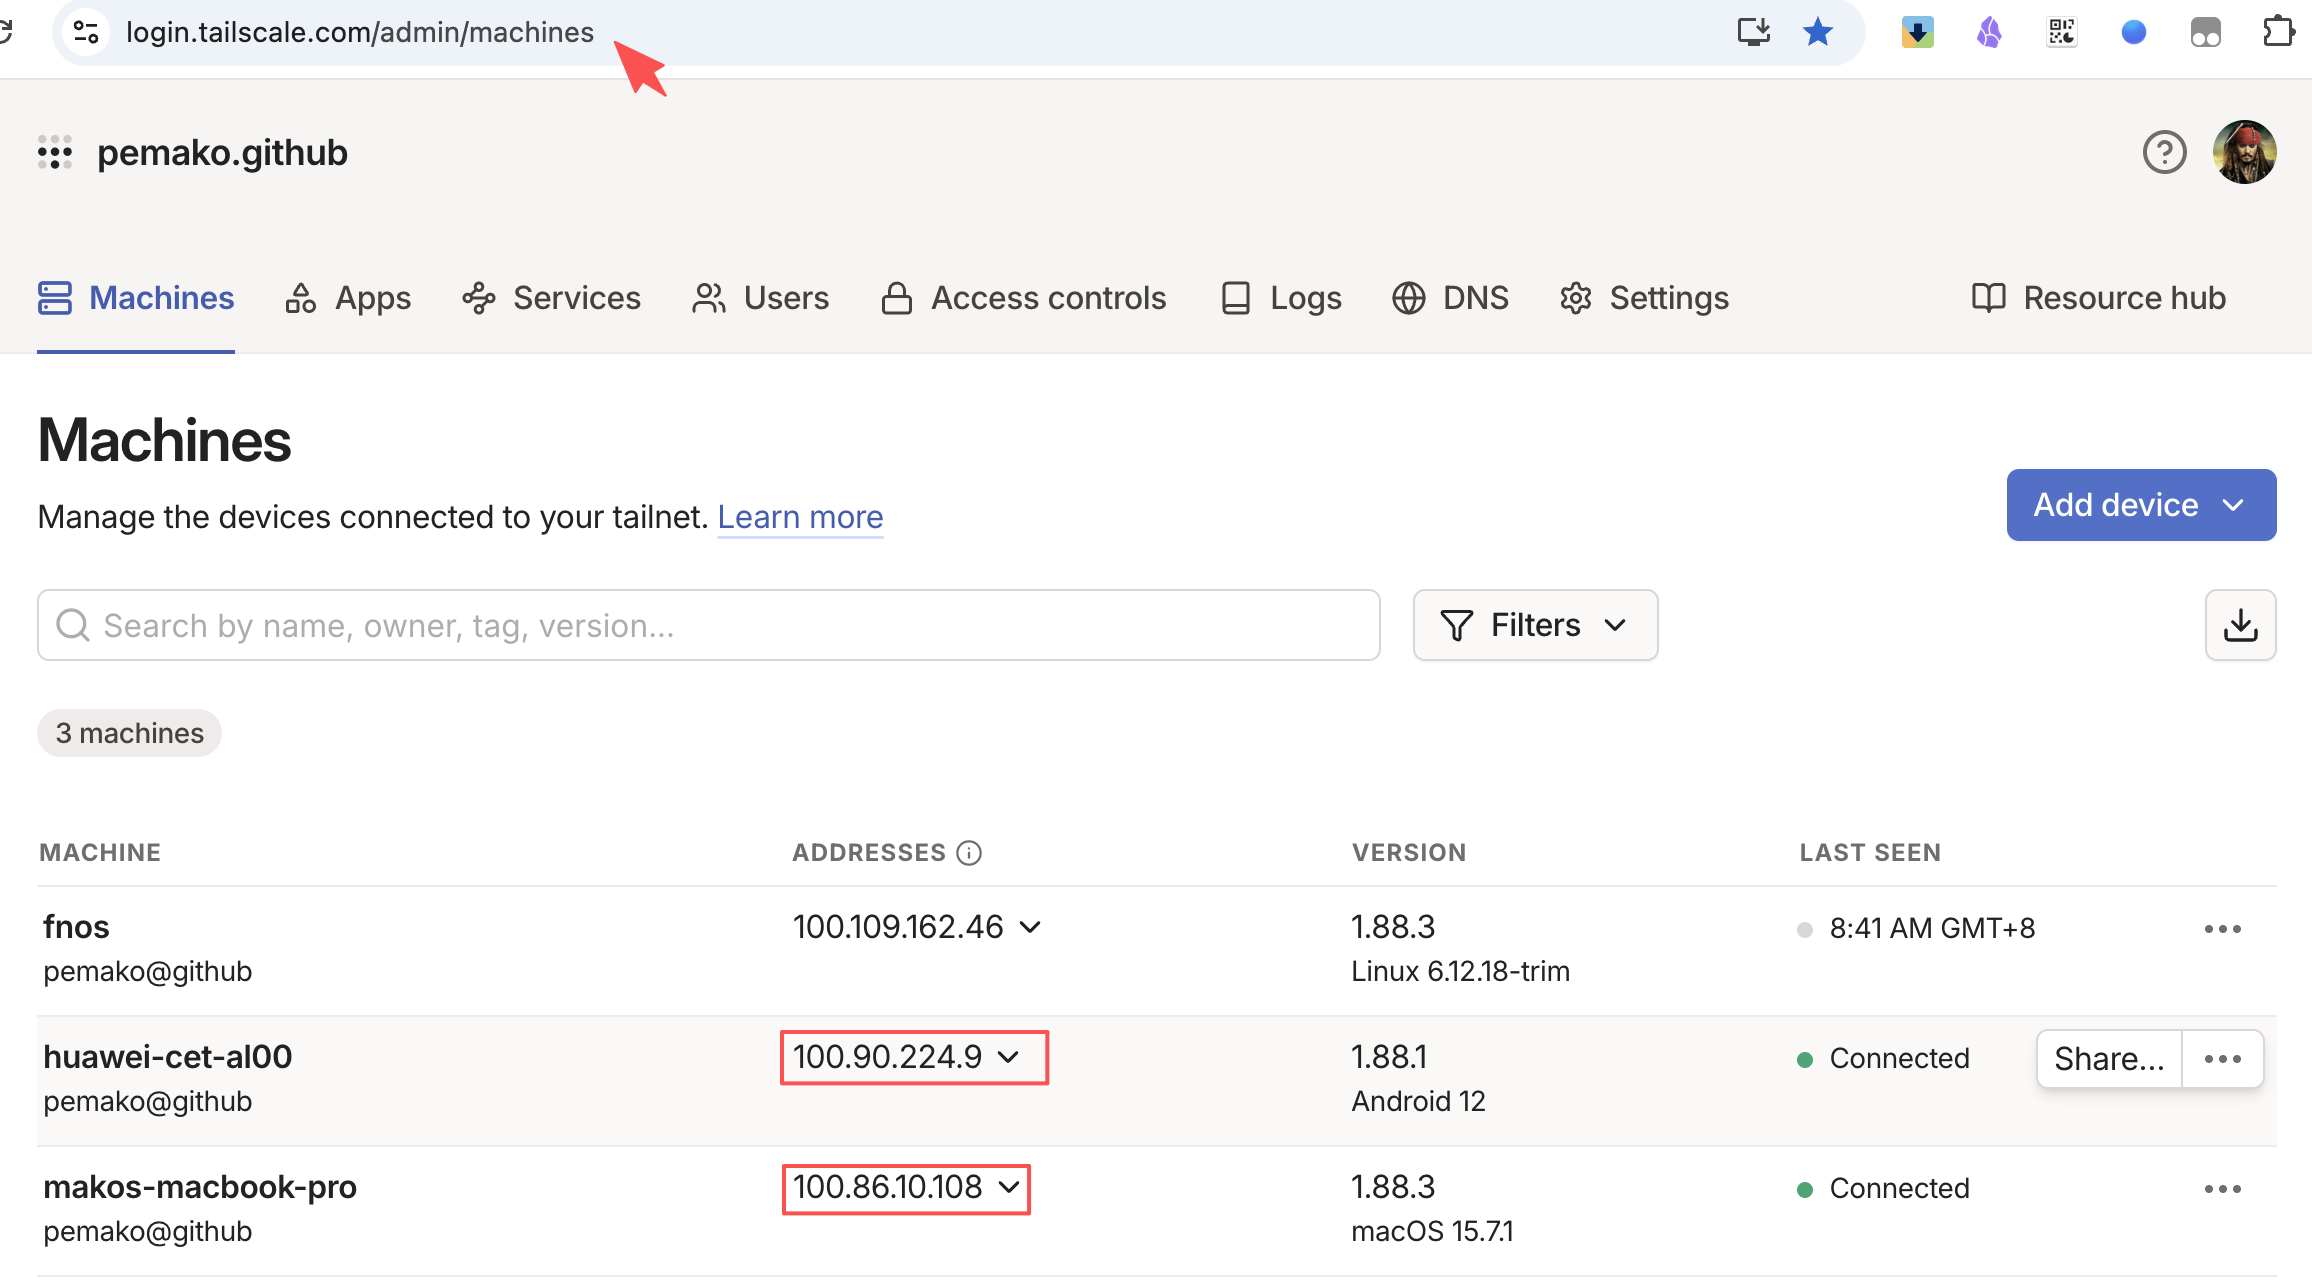 login.tailscale.com/admin/machines
pemako.github
Machines Apps Services Users Access controls Logs DNS Settings Resource hub
Machines
Manage the devices connected to your tailnet. Learn more
Add device
Search by name, owner, tag, version...
Filters
3 machines
MACHINE ADDRESSES VERSION LAST SEEN
fnos 100.109.162.46 1.88.3 8:41 AM GMT+8
pemako@github Linux 6.12.18-trim
huawei-cet-al00 100.90.224.9 1.88.1 Connected Share...
pemako@github Android 12
makos-macbook-pro 100.86.10.108 1.88.3 Connected
pemako@github macOS 15.7.1